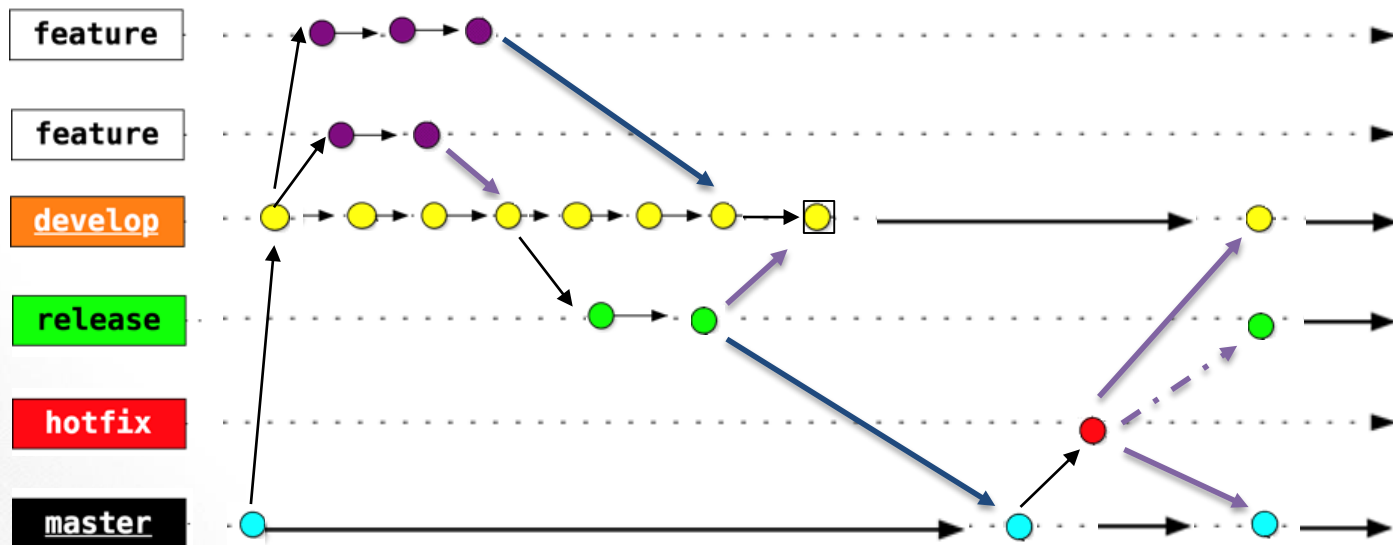 feature
feature
develop
release
hotfix
master